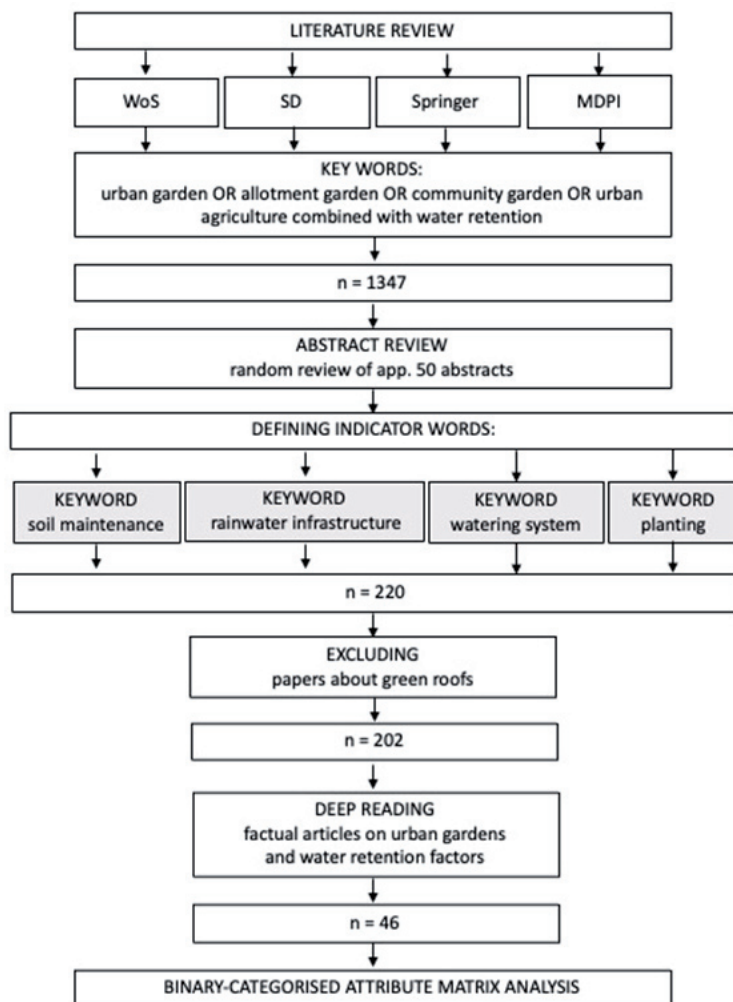 LITERATURE REVIEW
WoS
SD
Springer
MDPI
KEY WORDS:
urban garden OR allotment garden OR community garden OR urban
agriculture combined with water retention
n = 1347
ABSTRACT REVIEW
random review of app. 50 abstracts
DEFINING INDICATOR WORDS:
KEYWORD
soil maintenance
KEYWORD
rainwater infrastructure
KEYWORD
watering system
KEYWORD
planting
n = 220
EXCLUDING
papers about green roofs
n = 202
DEEP READING
factual articles on urban gardens
and water retention factors
n = 46
BINARY-CATEGORISED ATTRIBUTE MATRIX ANALYSIS